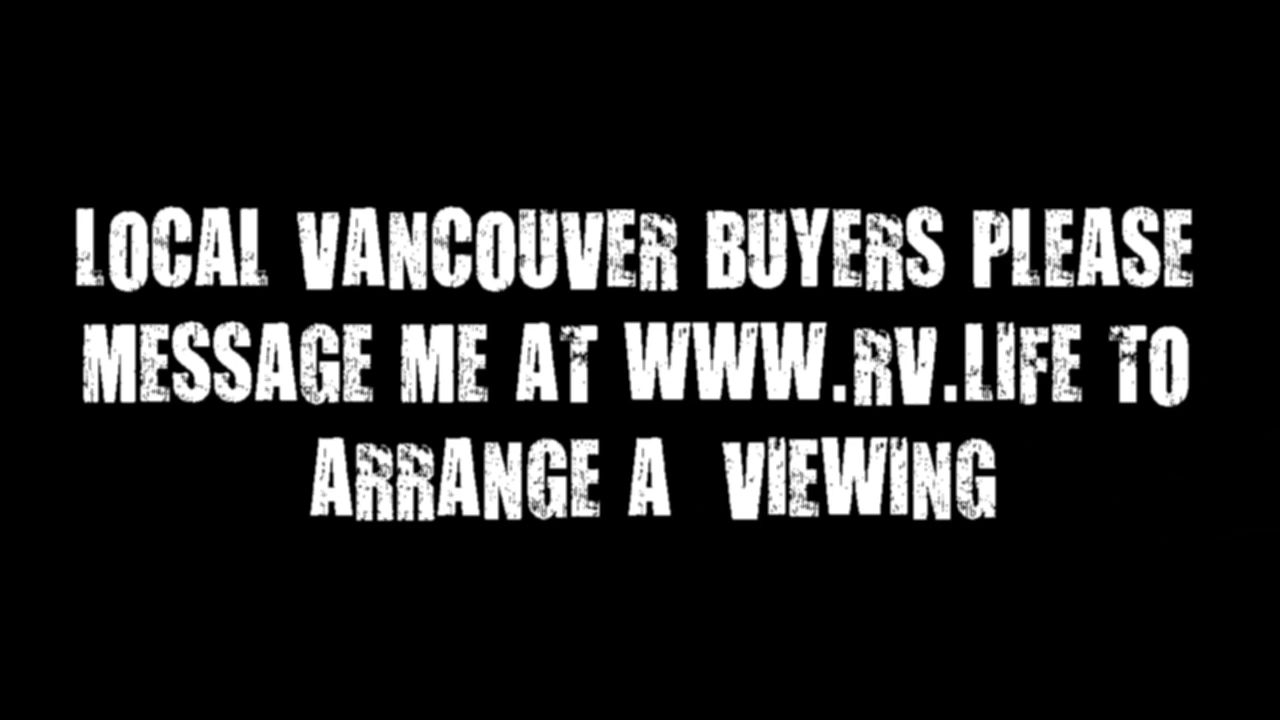 LOCAL VANCOUVER BUYERS PLEASE
MESSAGE ME AT WWW.RV.LIFE TO
ARRANGE A VIEWING